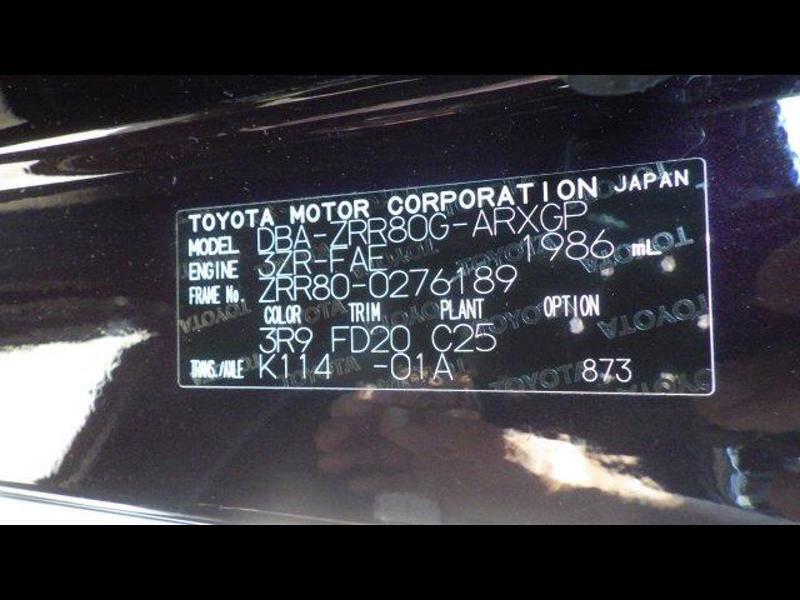 TOYOTA MOTOR CORPORATION JAPAN
MODEL DBA-ZRR80G-ARXGP
ENGINE 3ZR-FAE 1986 mL
FRAME No. ZRR80-0276189
COLOR TRIM PLANT OPTION
3R9 FD20 C25
TRANS./AXLE K114 -01A 873